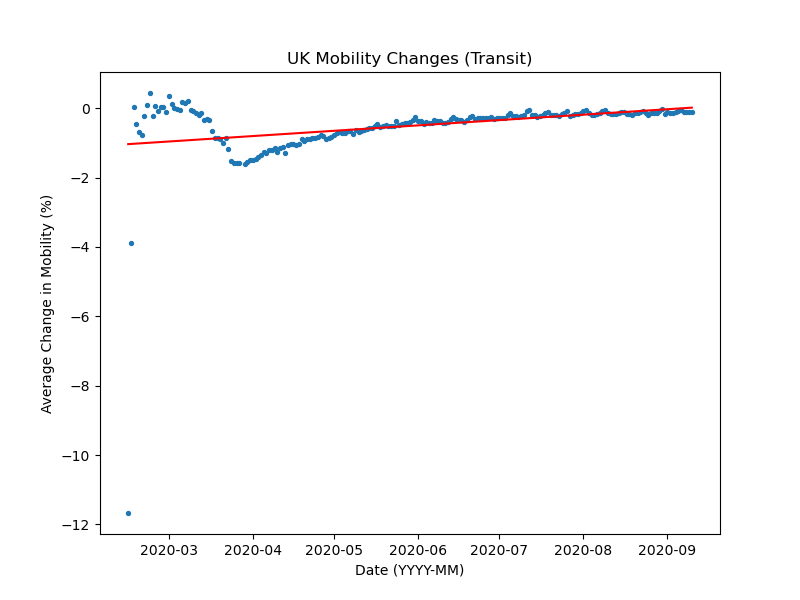 UK Mobility Changes (Transit)
0
−2
−4
−6
−8
−10
−12
Average Change in Mobility (%)
2020-03 2020-04 2020-05 2020-06 2020-07 2020-08 2020-09
Date (YYYY-MM)